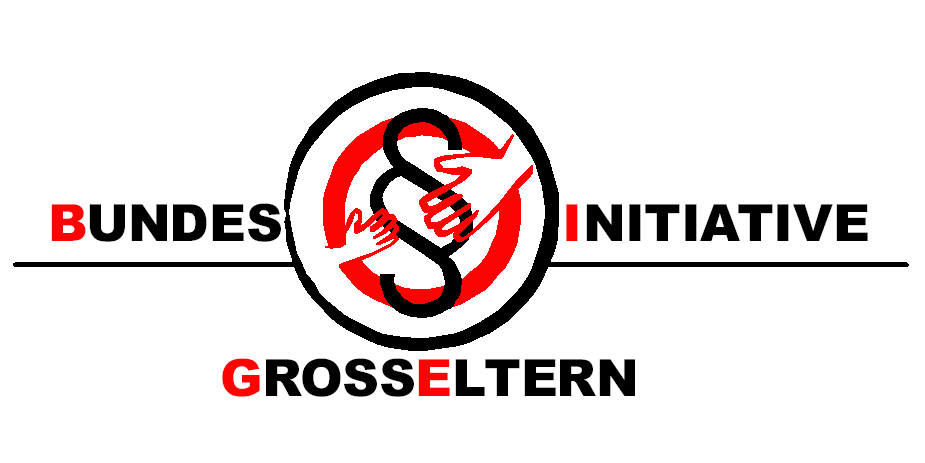 BUNDES § INITIATIVE
GROSSELTERN